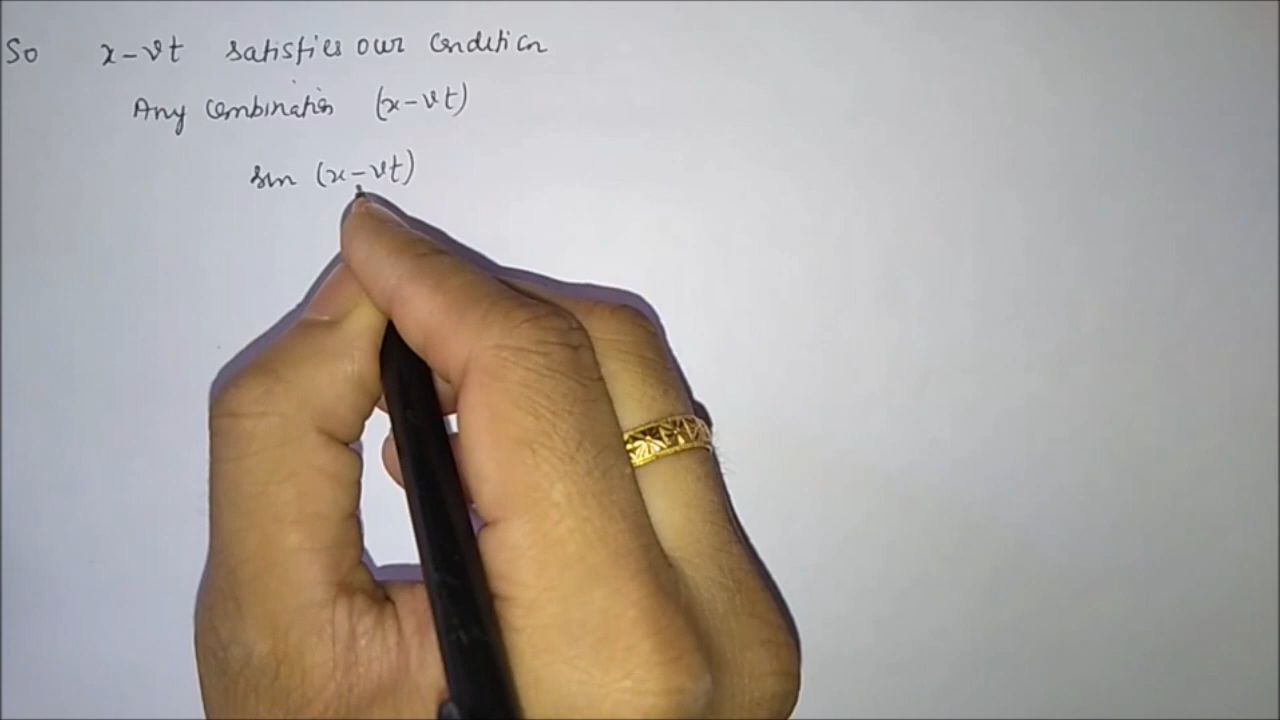 So x-vt satisfies our condition
Any combination (x-vt)
sin (x-vt)